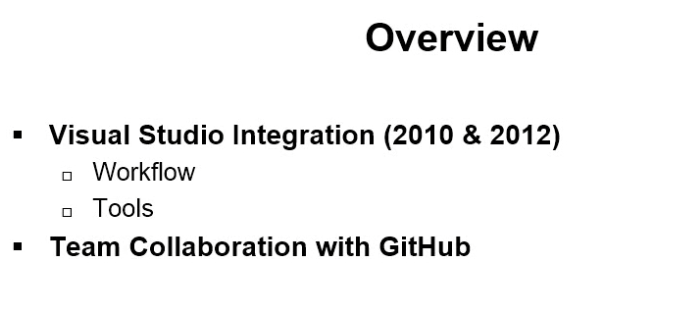 Overview
▪ Visual Studio Integration (2010 & 2012)
▫ Workflow
▫ Tools
▪ Team Collaboration with GitHub